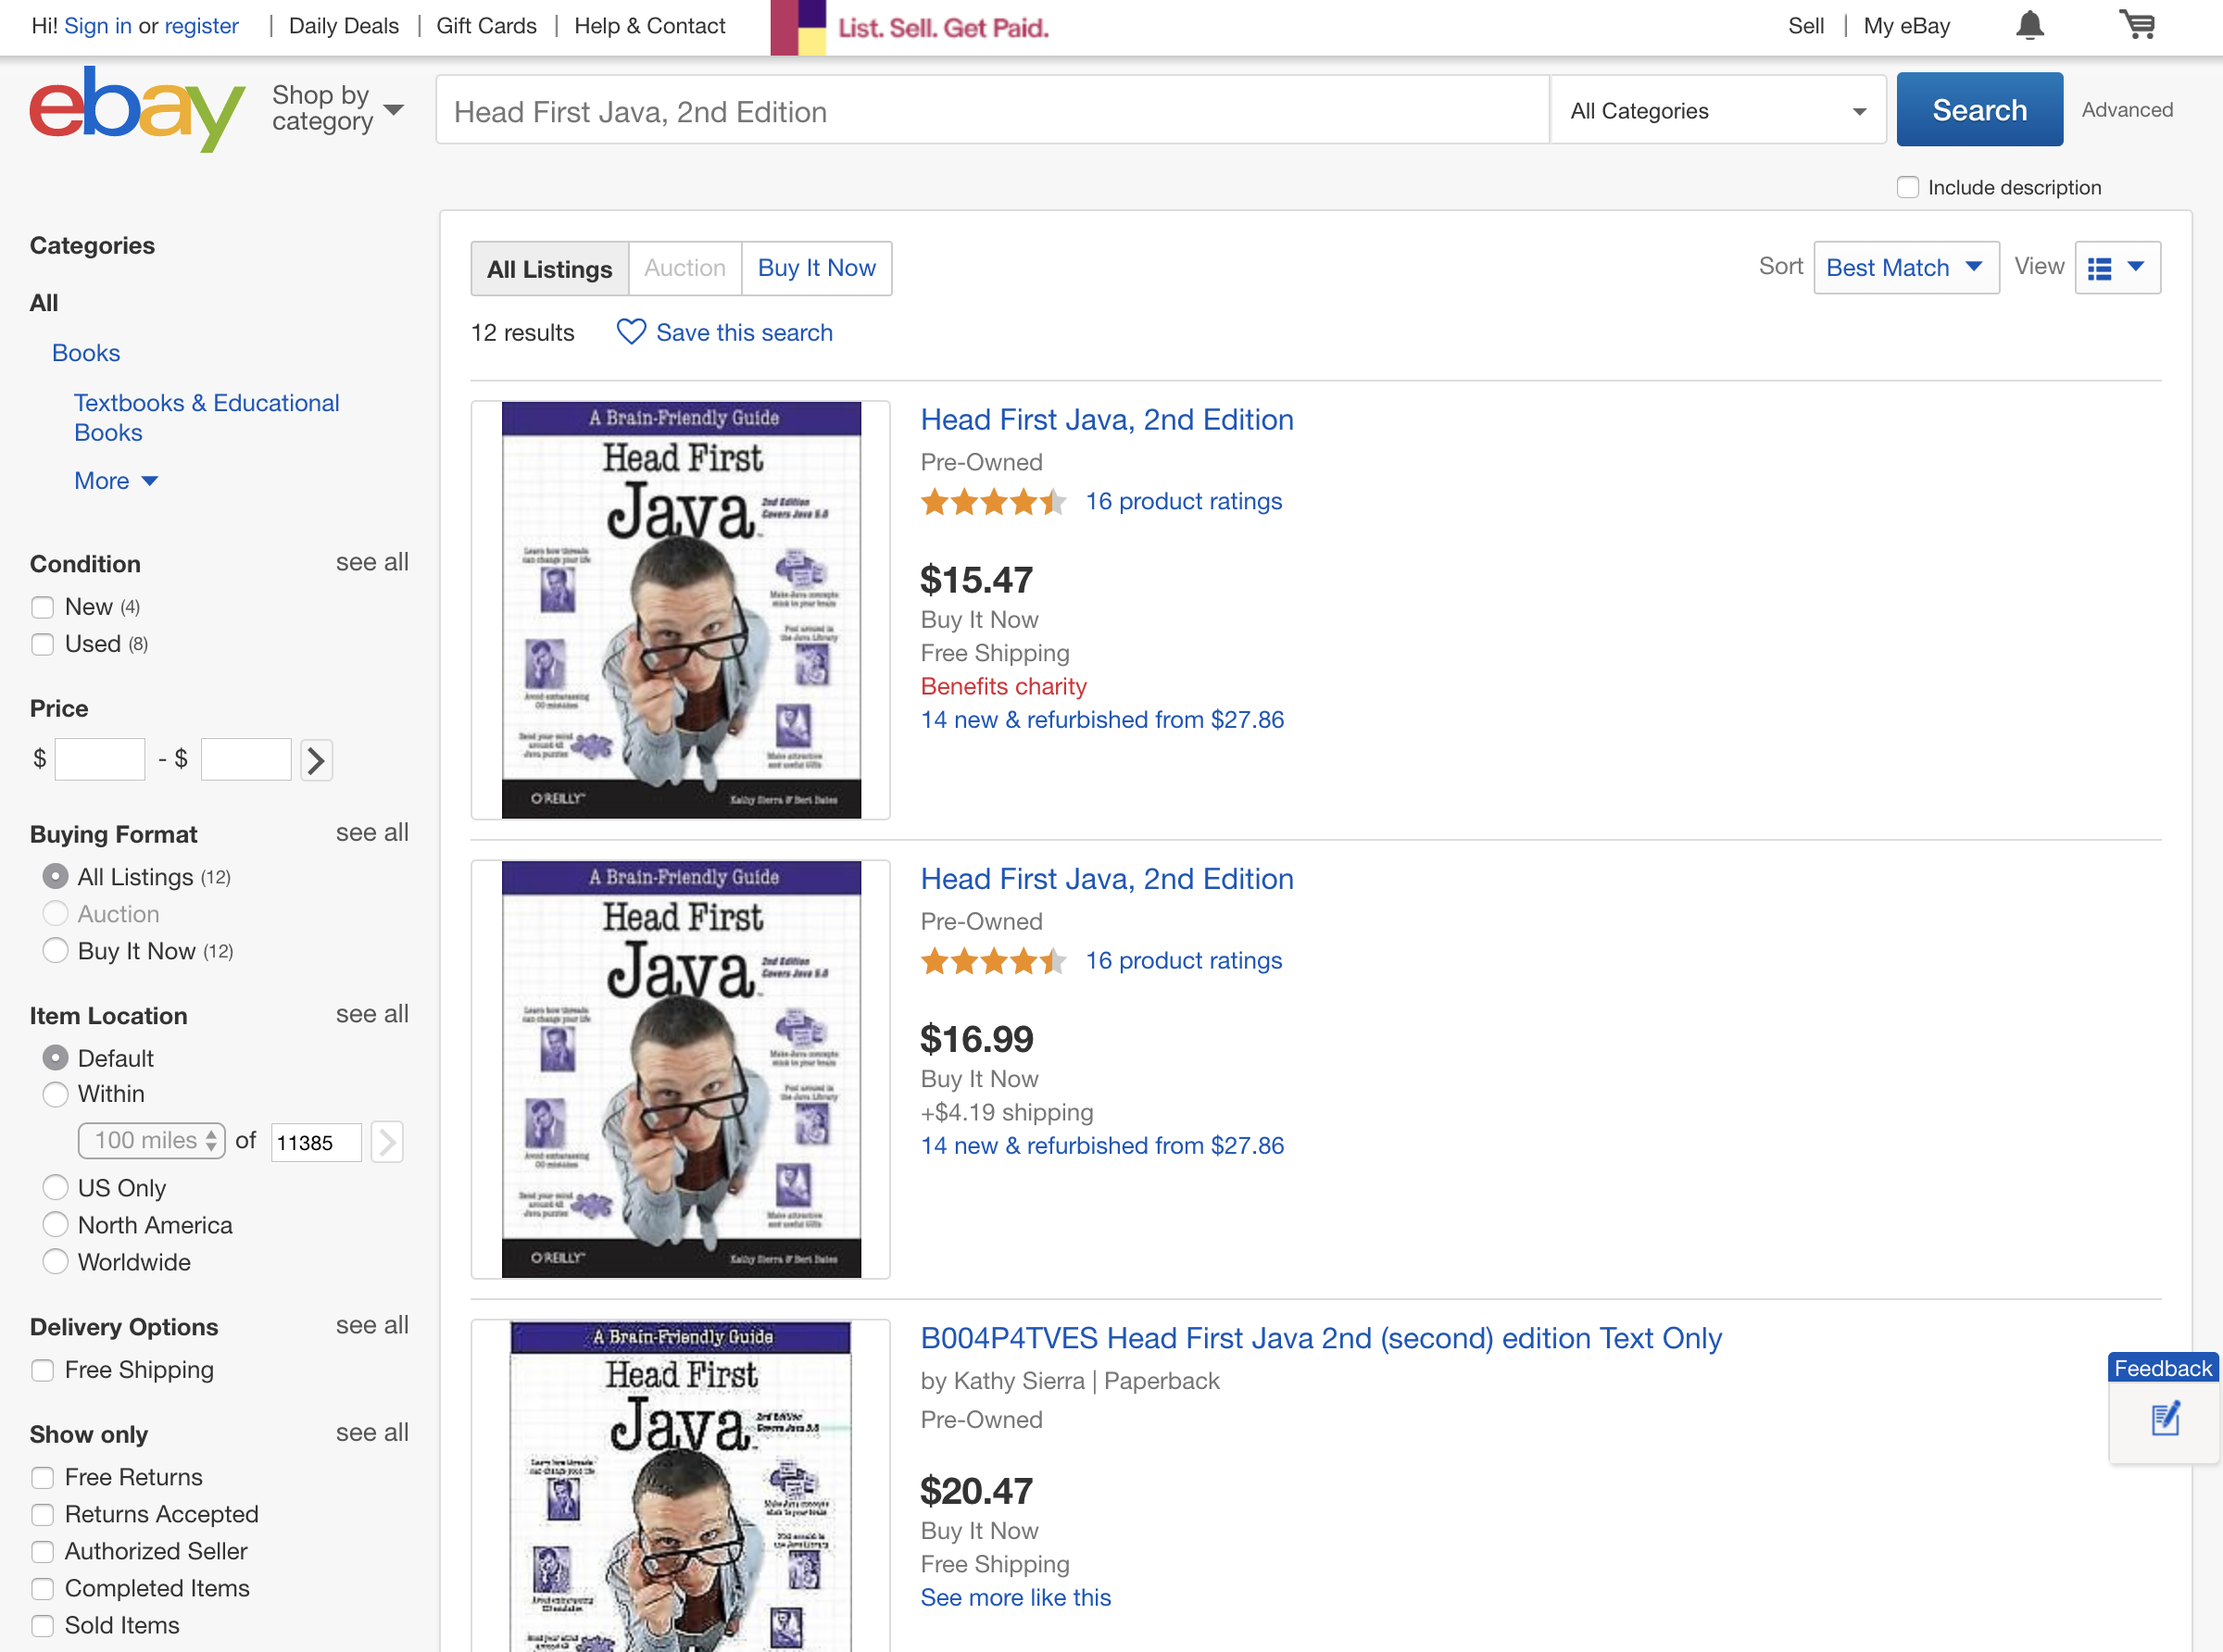 Hi! Sign in or register | Daily Deals | Gift Cards | Help & Contact
List. Sell. Get Paid.
Sell | My eBay
ebay
Shop by category
Head First Java, 2nd Edition
All Categories
Search
Advanced
Include description
Categories
All
Books
Textbooks & Educational
Books
More
Condition see all
New (4)
Used (8)
Price
$ - $
Buying Format see all
All Listings (12)
Auction
Buy It Now (12)
Item Location see all
Default
Within
100 miles of 11385
US Only
North America
Worldwide
Delivery Options see all
Free Shipping
Show only see all
Free Returns
Returns Accepted
Authorized Seller
Completed Items
Sold Items
All Listings Auction Buy It Now
Sort Best Match View
12 results Save this search
A Brain-Friendly Guide
Head First
Java
2nd Edition
Covers Java 5.0
O'REILLY
Kathy Sierra & Bert Bates
Head First Java, 2nd Edition
Pre-Owned
16 product ratings
$15.47
Buy It Now
Free Shipping
Benefits charity
14 new & refurbished from $27.86
A Brain-Friendly Guide
Head First
Java
2nd Edition
Covers Java 5.0
O'REILLY
Kathy Sierra & Bert Bates
Head First Java, 2nd Edition
Pre-Owned
16 product ratings
$16.99
Buy It Now
+$4.19 shipping
14 new & refurbished from $27.86
A Brain-Friendly Guide
Head First
Java
B004P4TVES Head First Java 2nd (second) edition Text Only
by Kathy Sierra | Paperback
Pre-Owned
$20.47
Buy It Now
Free Shipping
See more like this
Feedback